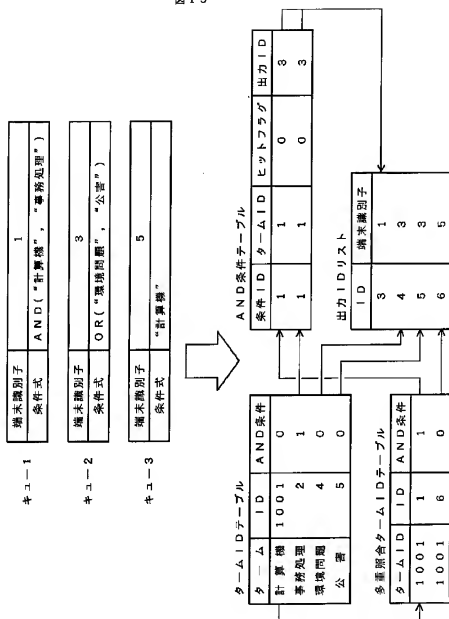 キュー1
端末識別子 1
条件式 AND("計算機", "事務処理")
キュー2
端末識別子 3
条件式 OR("環境問題", "公害")
キュー3
端末識別子 5
条件式 "計算機"
タームIDテーブル
ターム ID AND条件
計算機 1001 0
事務処理 2 1
環境問題 4 0
公害 5 0
AND条件テーブル
条件ID タームID ヒットフラグ 出力ID
1 1 0 3
1 1 0 3
多重照合タームIDテーブル
タームID ID AND条件
1001 1 1
1001 6 0
出力IDリスト
ID 端末識別子
3 1
4 3
5 3
6 5